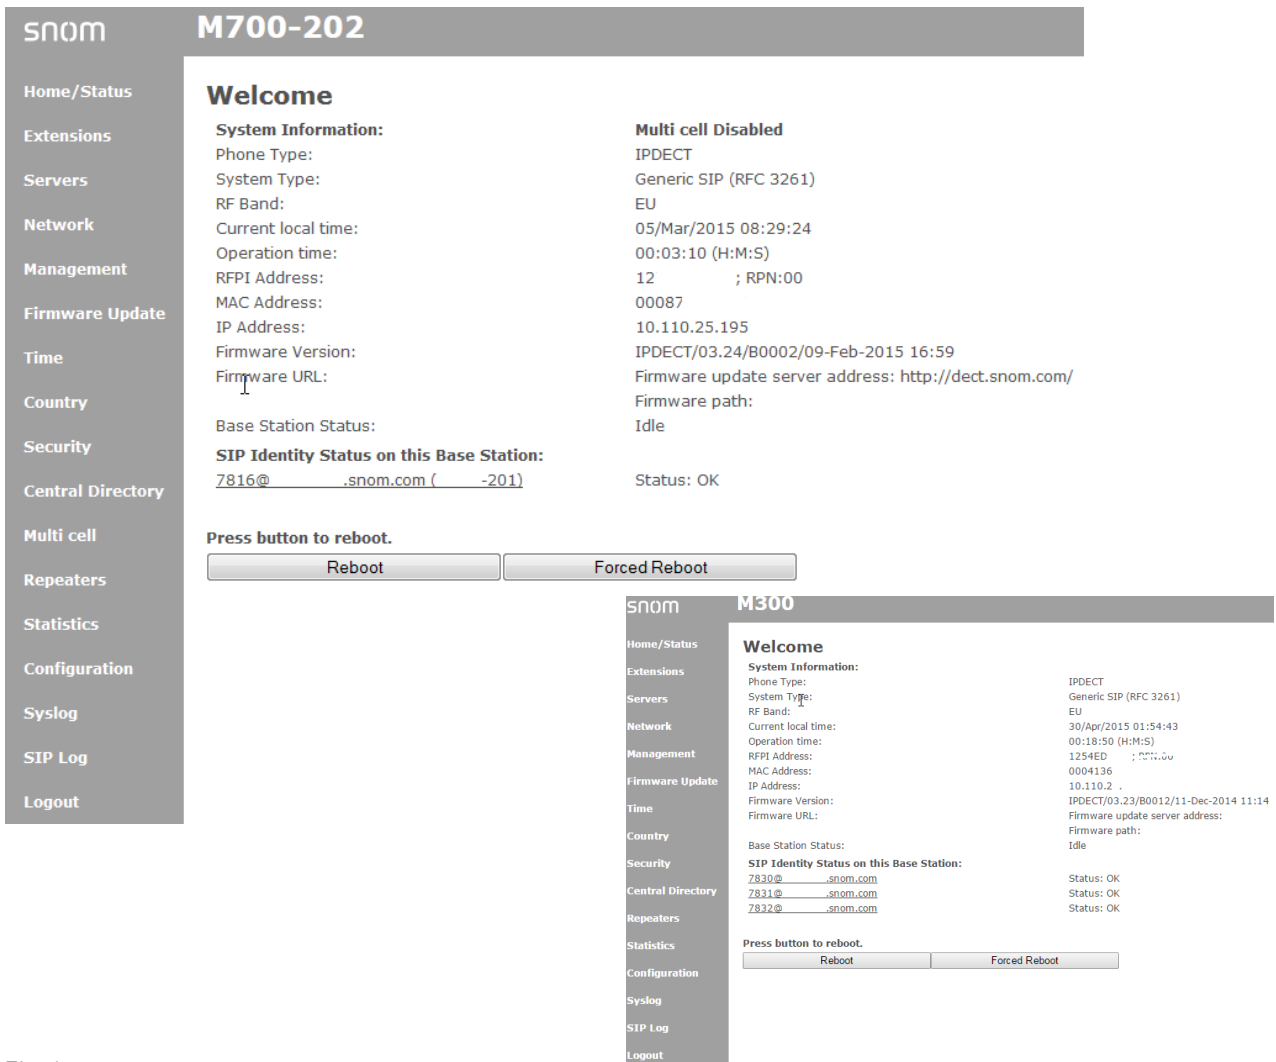 snom
M700-202
Home/Status
Extensions
Servers
Network
Management
Firmware Update
Time
Country
Security
Central Directory
Multi cell
Repeaters
Statistics
Configuration
Syslog
SIP Log
Logout
Welcome
System Information: Multi cell Disabled
Phone Type: IPDECT
System Type: Generic SIP (RFC 3261)
RF Band: EU
Current local time: 05/Mar/2015 08:29:24
Operation time: 00:03:10 (H:M:S)
RFPI Address: 12 ; RPN:00
MAC Address: 00087
IP Address: 10.110.25.195
Firmware Version: IPDECT/03.24/B0002/09-Feb-2015 16:59
Firmware URL: Firmware update server address: http://dect.snom.com/
Firmware path:
Base Station Status: Idle
SIP Identity Status on this Base Station:
7816@ .snom.com ( -201) Status: OK
Press button to reboot.
Reboot Forced Reboot
snom
M300
Home/Status
Extensions
Servers
Network
Management
Firmware Update
Time
Country
Security
Central Directory
Repeaters
Statistics
Configuration
Syslog
SIP Log
Logout
Welcome
System Information:
Phone Type: IPDECT
System Type: Generic SIP (RFC 3261)
RF Band: EU
Current local time: 30/Apr/2015 01:54:43
Operation time: 00:18:50 (H:M:S)
RFPI Address: 1254ED ;
MAC Address: 0004136
IP Address: 10.110.2 .
Firmware Version: IPDECT/03.23/B0012/11-Dec-2014 11:14
Firmware URL: Firmware update server address:
Firmware path:
Base Station Status: Idle
SIP Identity Status on this Base Station:
7830@ .snom.com Status: OK
7831@ .snom.com Status: OK
7832@ .snom.com Status: OK
Press button to reboot.
Reboot Forced Reboot